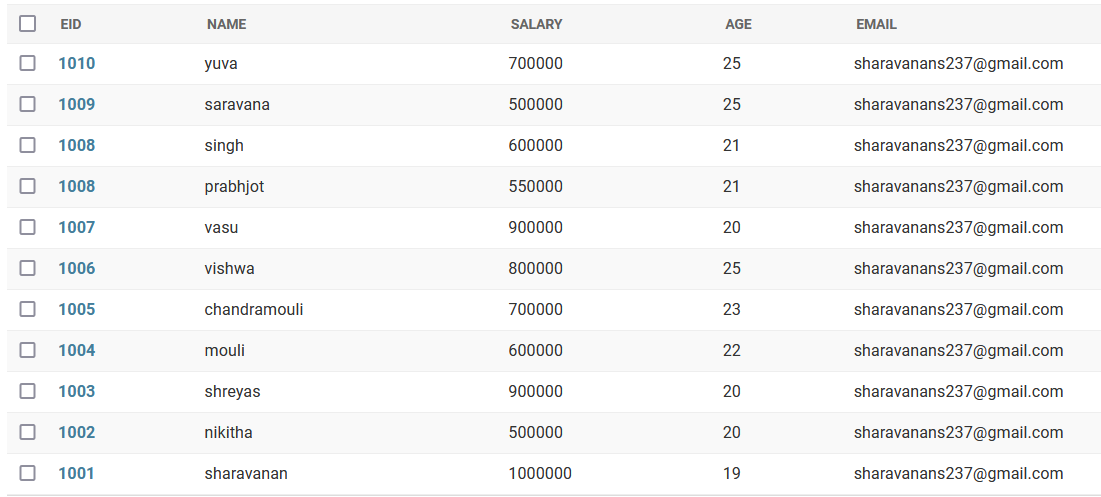 EID NAME SALARY AGE EMAIL
1010 yuva 700000 25 sharavanans237@gmail.com
1009 saravana 500000 25 sharavanans237@gmail.com
1008 singh 600000 21 sharavanans237@gmail.com
1008 prabhjot 550000 21 sharavanans237@gmail.com
1007 vasu 900000 20 sharavanans237@gmail.com
1006 vishwa 800000 25 sharavanans237@gmail.com
1005 chandramouli 700000 23 sharavanans237@gmail.com
1004 mouli 600000 22 sharavanans237@gmail.com
1003 shreyas 900000 20 sharavanans237@gmail.com
1002 nikitha 500000 20 sharavanans237@gmail.com
1001 sharavanan 1000000 19 sharavanans237@gmail.com